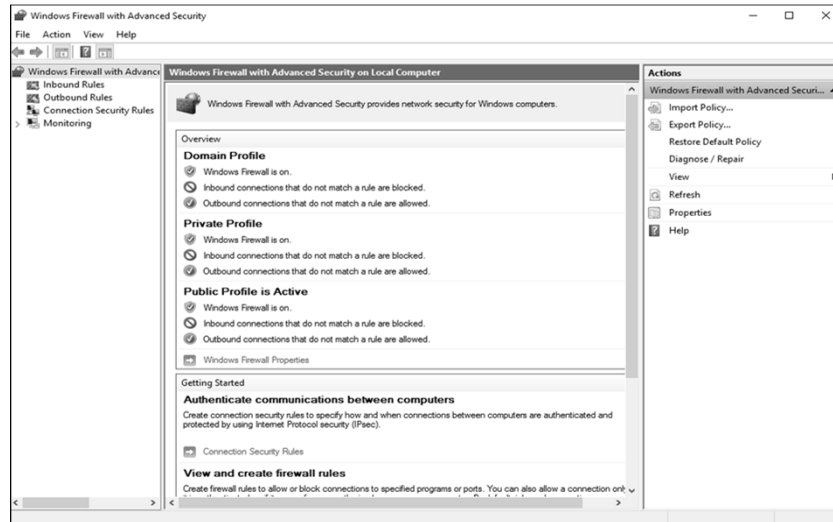 Windows Firewall with Advanced Security
File Action View Help
Windows Firewall with Advance
Inbound Rules
Outbound Rules
Connection Security Rules
Monitoring
Windows Firewall with Advanced Security on Local Computer
Windows Firewall with Advanced Security provides network security for Windows computers.
Overview
Domain Profile
Windows Firewall is on.
Inbound connections that do not match a rule are blocked.
Outbound connections that do not match a rule are allowed.
Private Profile
Windows Firewall is on.
Inbound connections that do not match a rule are blocked.
Outbound connections that do not match a rule are allowed.
Public Profile is Active
Windows Firewall is on.
Inbound connections that do not match a rule are blocked.
Outbound connections that do not match a rule are allowed.
Windows Firewall Properties
Getting Started
Authenticate communications between computers
Create connection security rules to specify how and when connections between computers are authenticated and
protected by using Internet Protocol security (IPsec).
Connection Security Rules
View and create firewall rules
Create firewall rules to allow or block connections to specified programs or ports. You can also allow a connection only
Actions
Windows Firewall with Advanced Securi...
Import Policy...
Export Policy...
Restore Default Policy
Diagnose / Repair
View
Refresh
Properties
Help